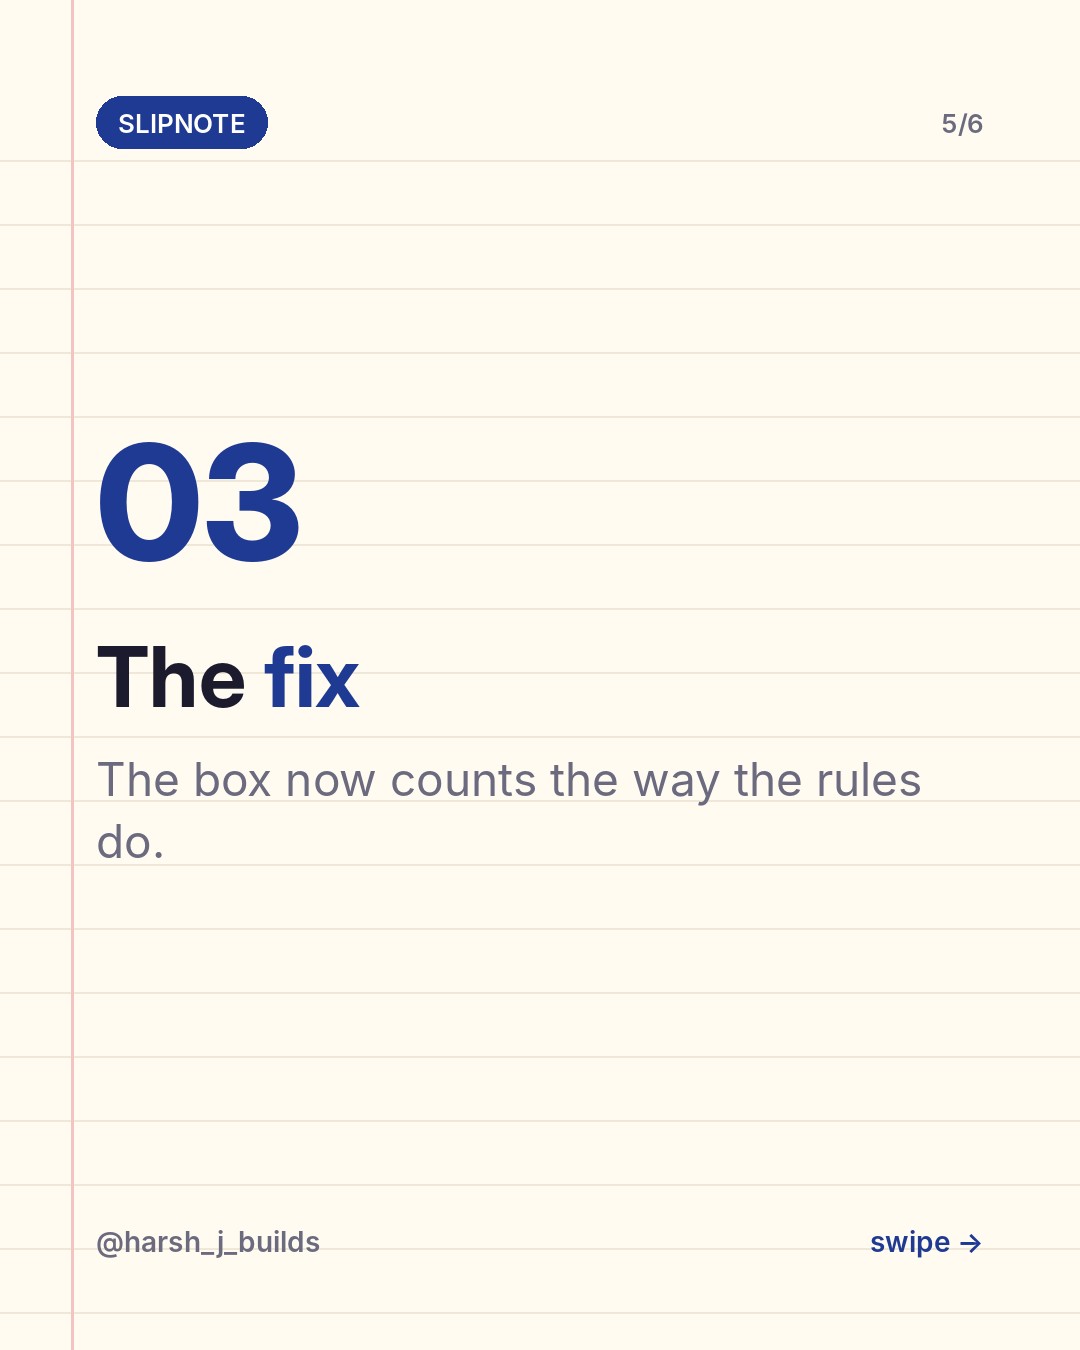 SLIPNOTE
5/6
03
The fix
The box now counts the way the rules
do.
@harsh_j_builds
swipe →